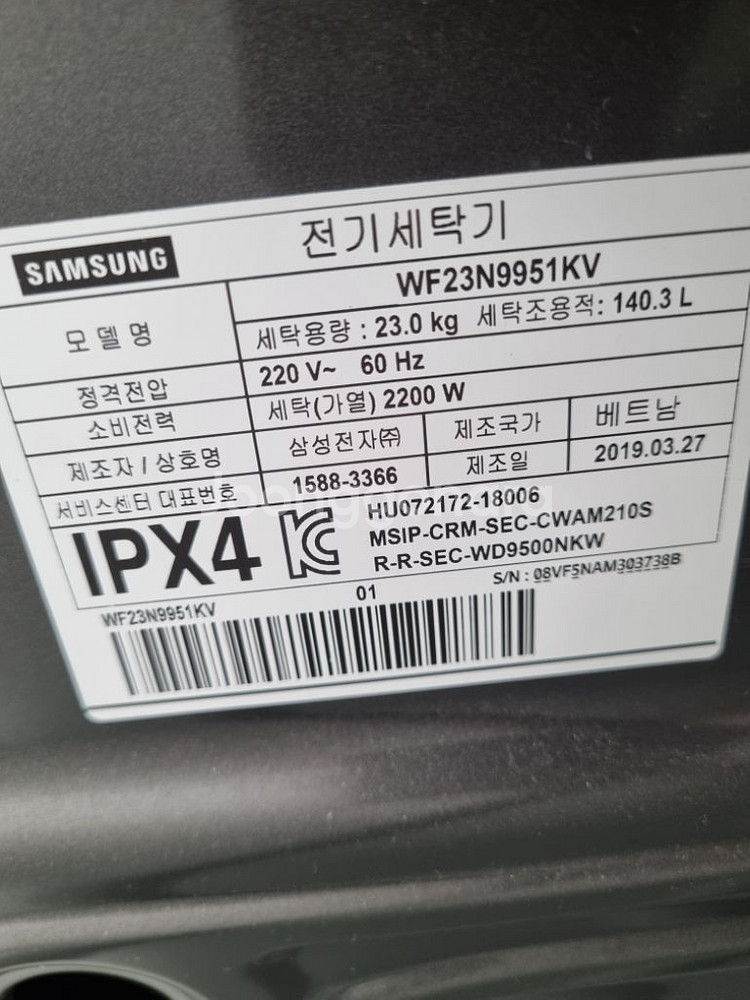 SAMSUNG 전기세탁기
모델명 WF23N9951KV
세탁용량 : 23.0 kg 세탁조용적: 140.3 L
정격전압 220 V~ 60 Hz
소비전력 세탁(가열) 2200 W
제조자 / 상호명 삼성전자㈜ 제조국가 베트남
서비스센터 대표번호 1588-3366 제조일 2019.03.27
IPX4
HU072172-18006
MSIP-CRM-SEC-CWAM210S
R-R-SEC-WD9500NKW
WF23N9951KV 01 S/N : 08VF5NAM303738B